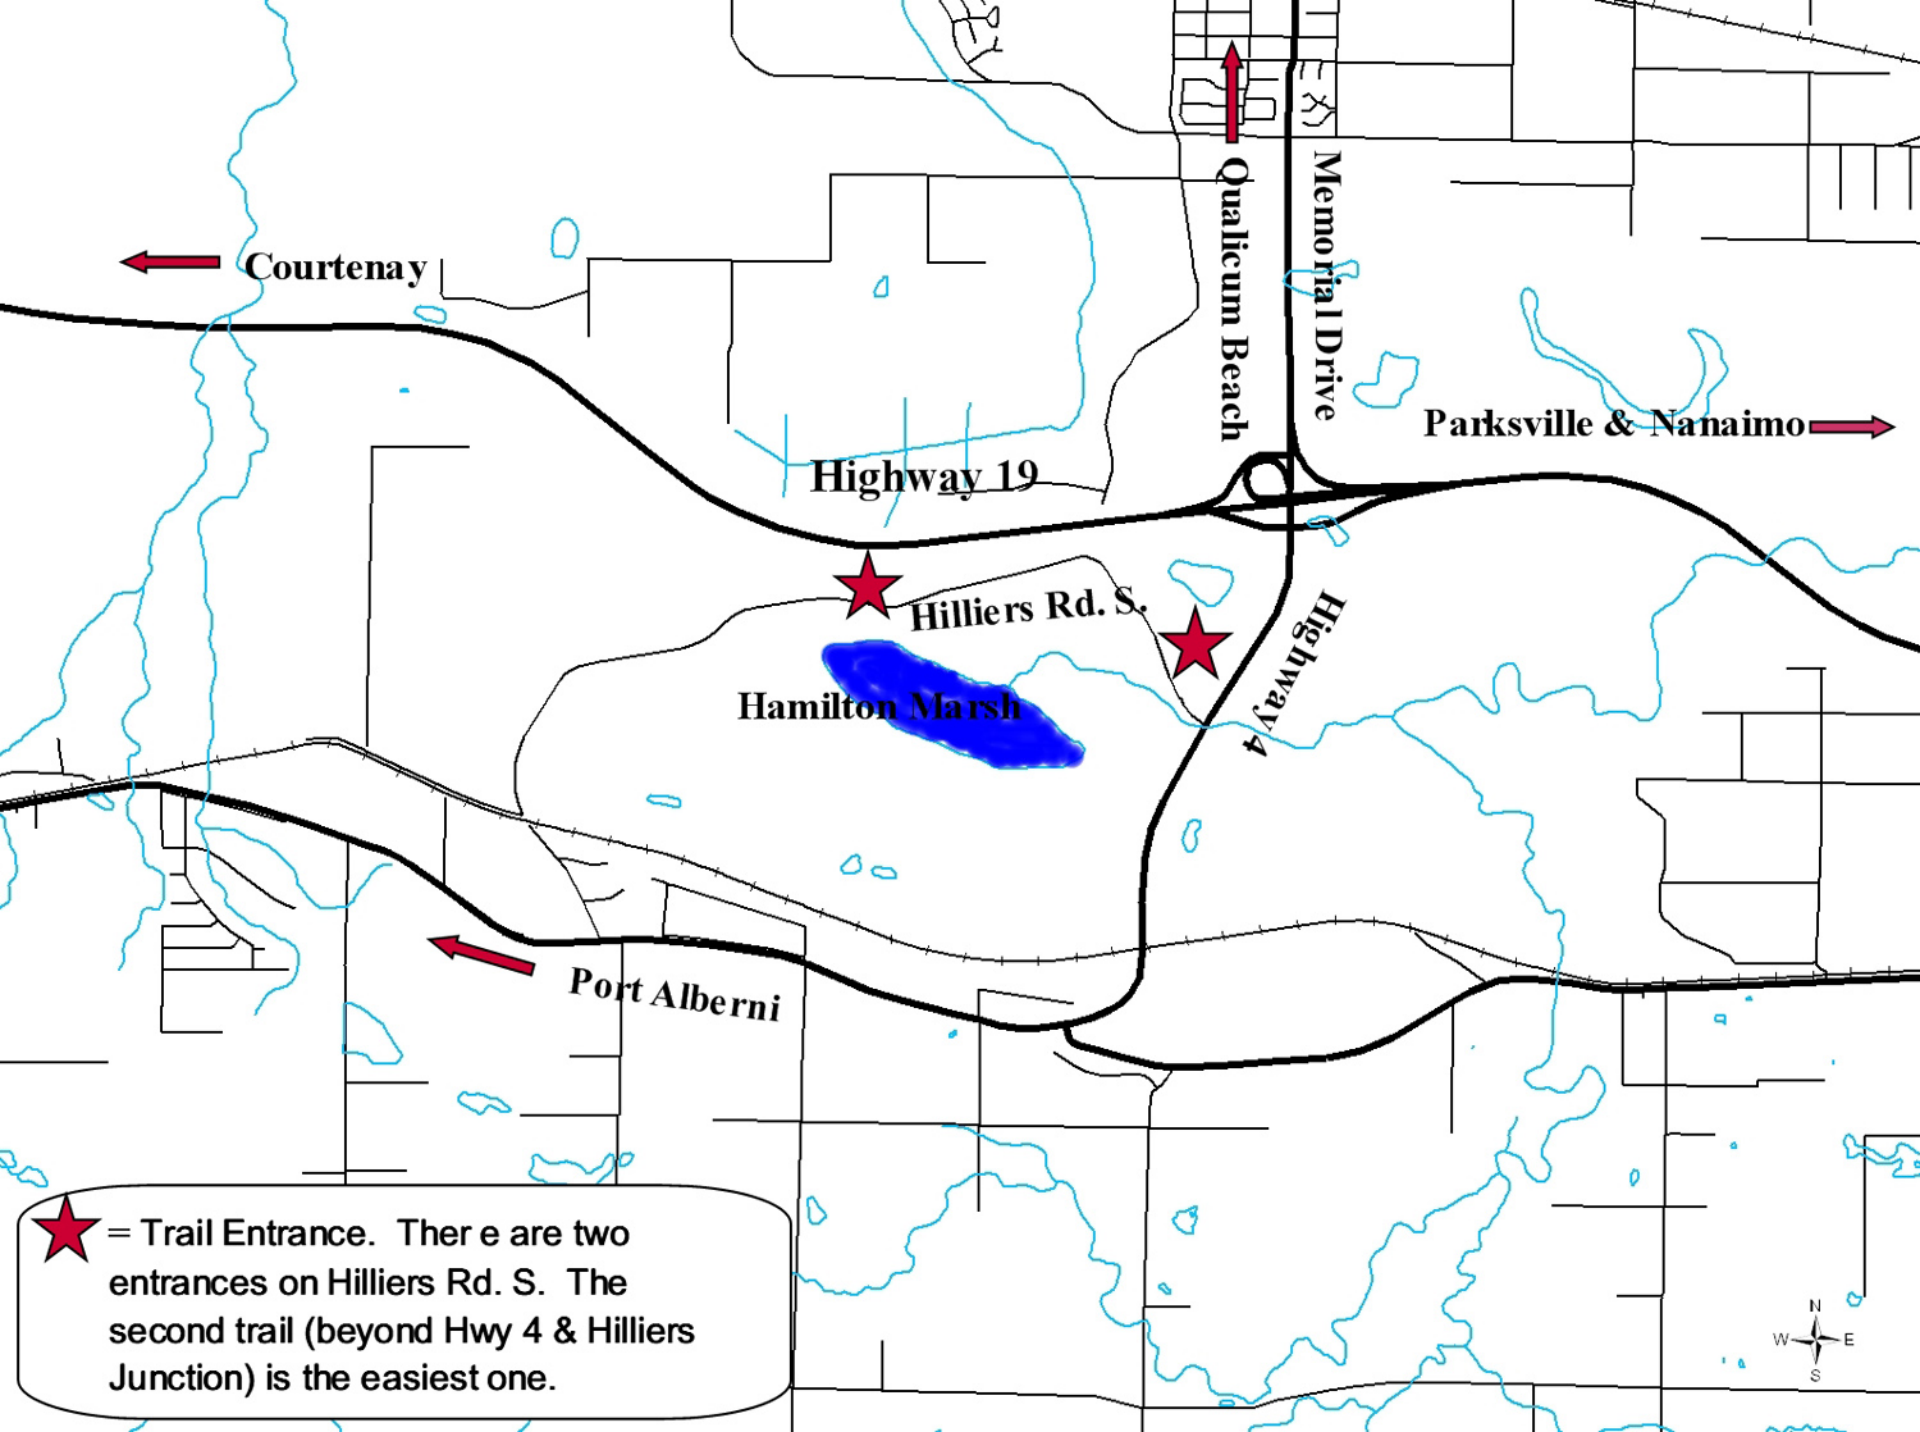 Qualicum Beach
Memorial Drive
Courtenay
Parksville & Nanaimo
Highway 19
Hilliers Rd. S.
Highway 4
Hamilton Marsh
Port Alberni
= Trail Entrance. Ther e are two
entrances on Hilliers Rd. S. The
second trail (beyond Hwy 4 & Hilliers
Junction) is the easiest one.
N
W E
S